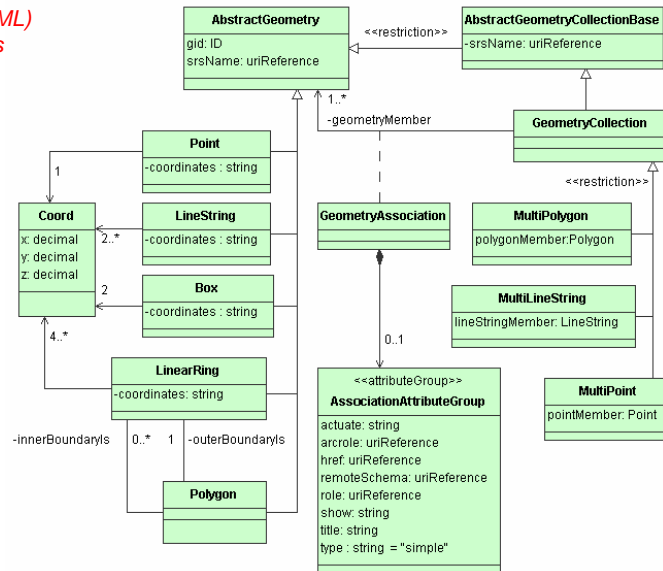 ML)
s
AbstractGeometry
gid: ID
srsName: uriReference
<<restriction>>
AbstractGeometryCollectionBase
-srsName: uriReference
1..*
-geometryMember
GeometryCollection
<<restriction>>
Point
-coordinates : string
1
Coord
x: decimal
y: decimal
z: decimal
LineString
-coordinates : string
2..*
Box
-coordinates : string
2
4..*
LinearRing
-coordinates: string
-innerBoundaryIs
0..*
1
-outerBoundaryIs
Polygon
GeometryAssociation
0..1
<<attributeGroup>>
AssociationAttributeGroup
actuate: string
arcrole: uriReference
href: uriReference
remoteSchema: uriReference
role: uriReference
show: string
title: string
type : string = "simple"
MultiPolygon
polygonMember:Polygon
MultiLineString
lineStringMember: LineString
MultiPoint
pointMember: Point